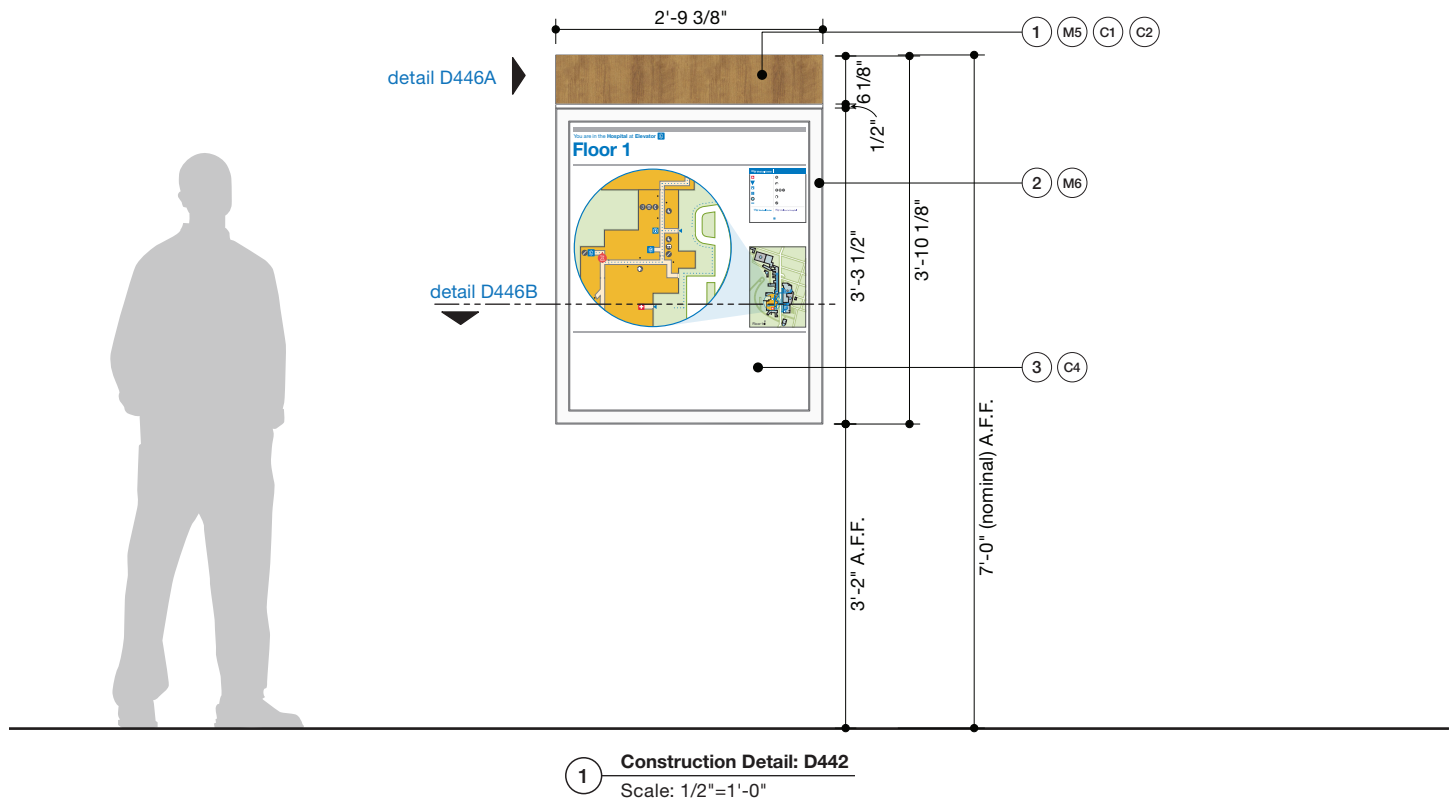 2'-9 3/8"
1 M5 C1 C2
detail D446A
6 1/8"
1/2"
You are in the Hospital at Elevator
Floor 1
2 M6
3'-3 1/2"
3'-10 1/8"
detail D446B
3 C4
3'-2" A.F.F.
7'-0" (nominal) A.F.F.
1
Construction Detail: D442
Scale: 1/2"=1'-0"